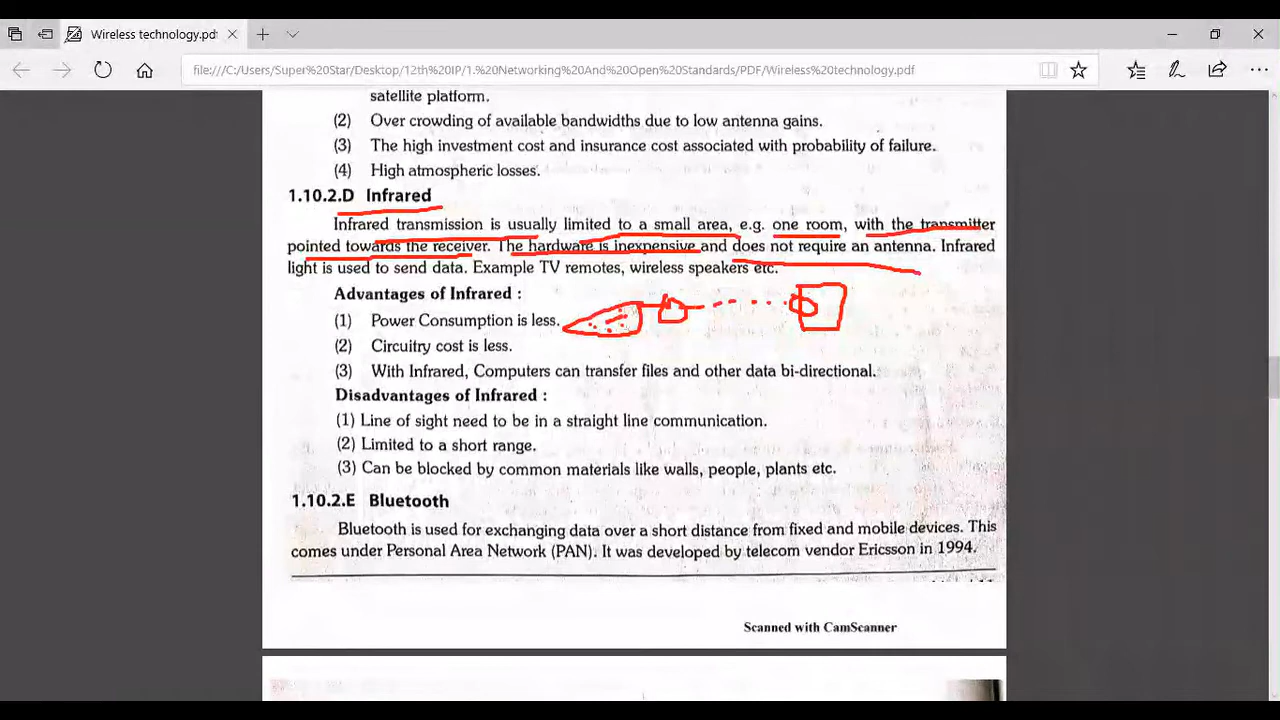 Wireless technology.pdf
file:///C:/Users/Super%20Star/Desktop/12th%20IP/1.%20Networking%20And%20Open%20Standards/PDF/Wireless%20technology.pdf
satellite platform.
(2) Over crowding of available bandwidths due to low antenna gains.
(3) The high investment cost and insurance cost associated with probability of failure.
(4) High atmospheric losses.
1.10.2.D Infrared
Infrared transmission is usually limited to a small area, e.g. one room, with the transmitter
pointed towards the receiver. The hardware is inexpensive and does not require an antenna. Infrared
light is used to send data. Example TV remotes, wireless speakers etc.
Advantages of Infrared :
(1) Power Consumption is less.
(2) Circuitry cost is less.
(3) With Infrared, Computers can transfer files and other data bi-directional.
Disadvantages of Infrared :
(1) Line of sight need to be in a straight line communication.
(2) Limited to a short range.
(3) Can be blocked by common materials like walls, people, plants etc.
1.10.2.E Bluetooth
Bluetooth is used for exchanging data over a short distance from fixed and mobile devices. This
comes under Personal Area Network (PAN). It was developed by telecom vendor Ericsson in 1994.
Scanned with CamScanner